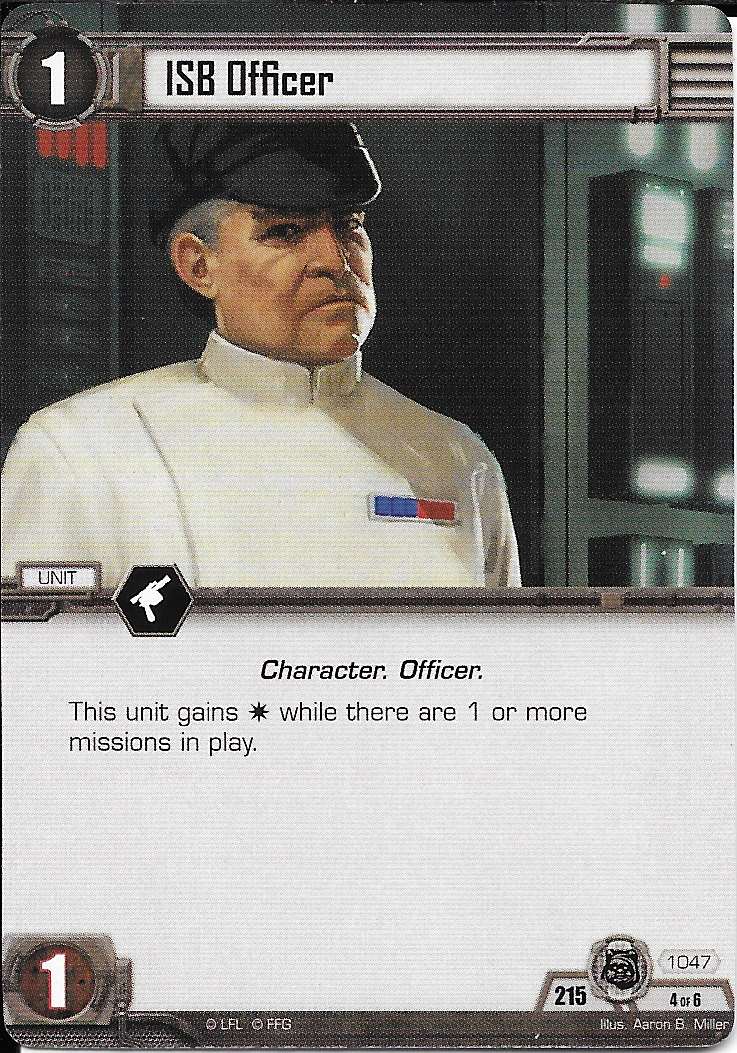 1
ISB Officer
UNIT
Character. Officer.
This unit gains ✷ while there are 1 or more
missions in play.
1
1047
215
4 OF 6
© LFL © FFG
Illus. Aaron B. Miller